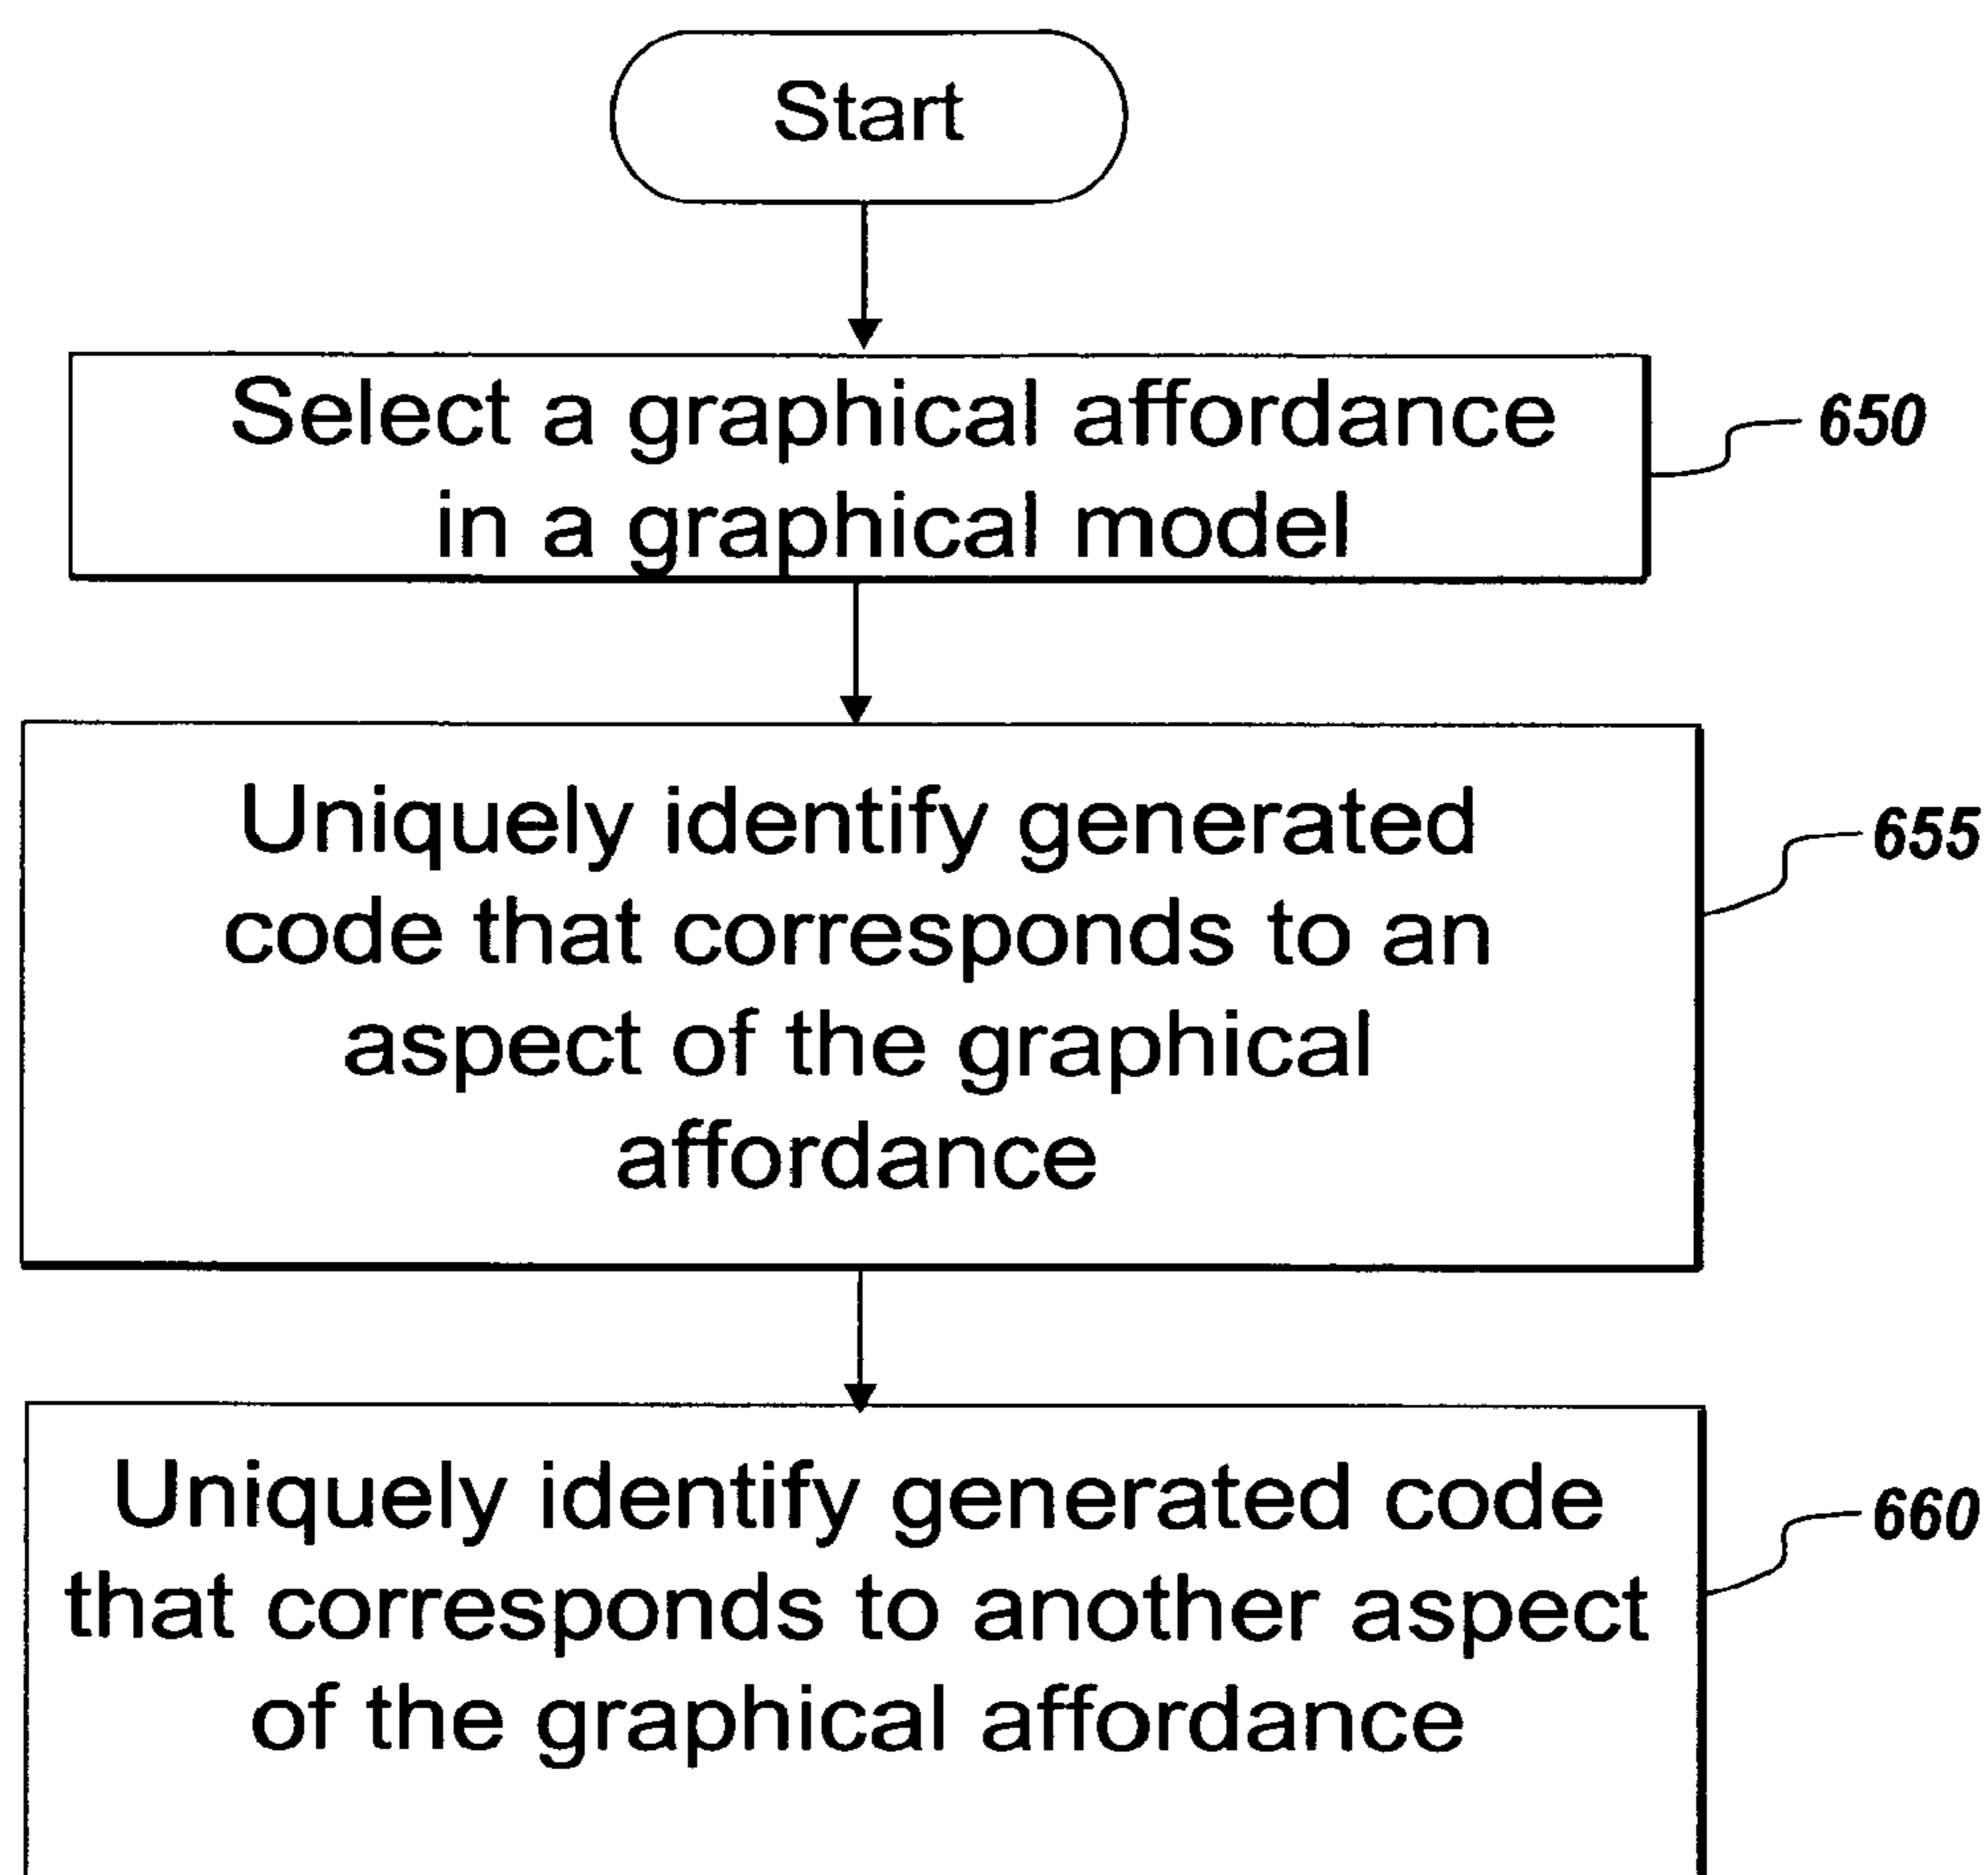 Start
Select a graphical affordance
in a graphical model
650
Uniquely identify generated
code that corresponds to an
aspect of the graphical
affordance
655
Uniquely identify generated code
that corresponds to another aspect
of the graphical affordance
660